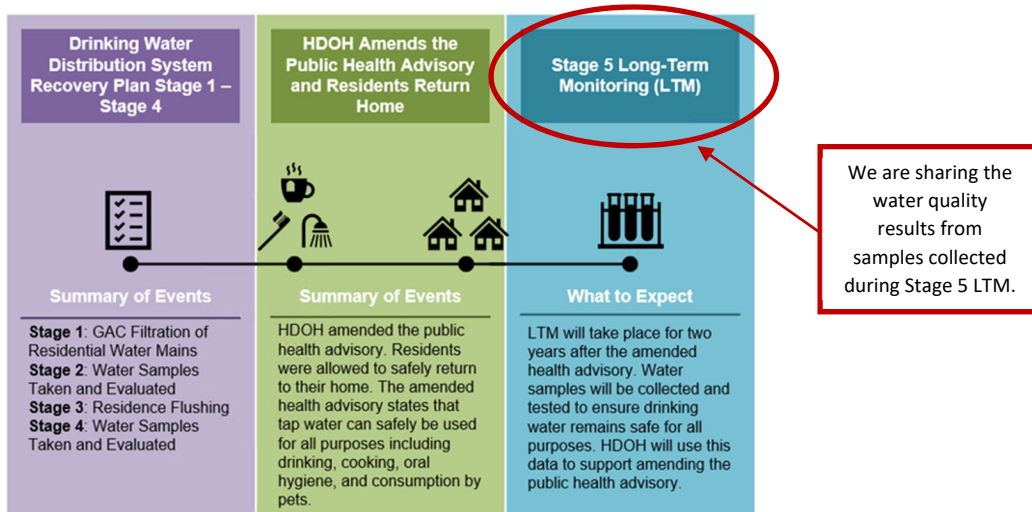 Drinking Water
Distribution System
Recovery Plan Stage 1 –
Stage 4
Summary of Events
Stage 1: GAC Filtration of
Residential Water Mains
Stage 2: Water Samples
Taken and Evaluated
Stage 3: Residence Flushing
Stage 4: Water Samples
Taken and Evaluated
HDOH Amends the
Public Health Advisory
and Residents Return
Home
Summary of Events
HDOH amended the public
health advisory. Residents
were allowed to safely return
to their home. The amended
health advisory states that
tap water can safely be used
for all purposes including
drinking, cooking, oral
hygiene, and consumption by
pets.
Stage 5 Long-Term
Monitoring (LTM)
What to Expect
LTM will take place for two
years after the amended
health advisory. Water
samples will be collected and
tested to ensure drinking
water remains safe for all
purposes. HDOH will use this
data to support amending the
public health advisory.
We are sharing the
water quality
results from
samples collected
during Stage 5 LTM.